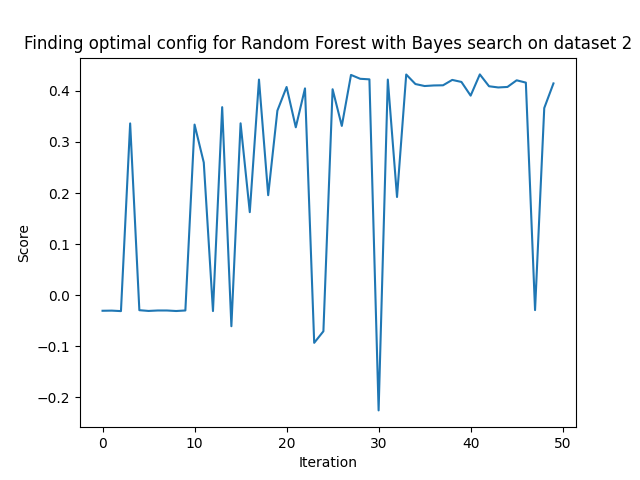 Finding optimal config for Random Forest with Bayes search on dataset 2
0.4
0.3
0.2
0.1
0.0
−0.1
−0.2
Score
0 10 20 30 40 50
Iteration